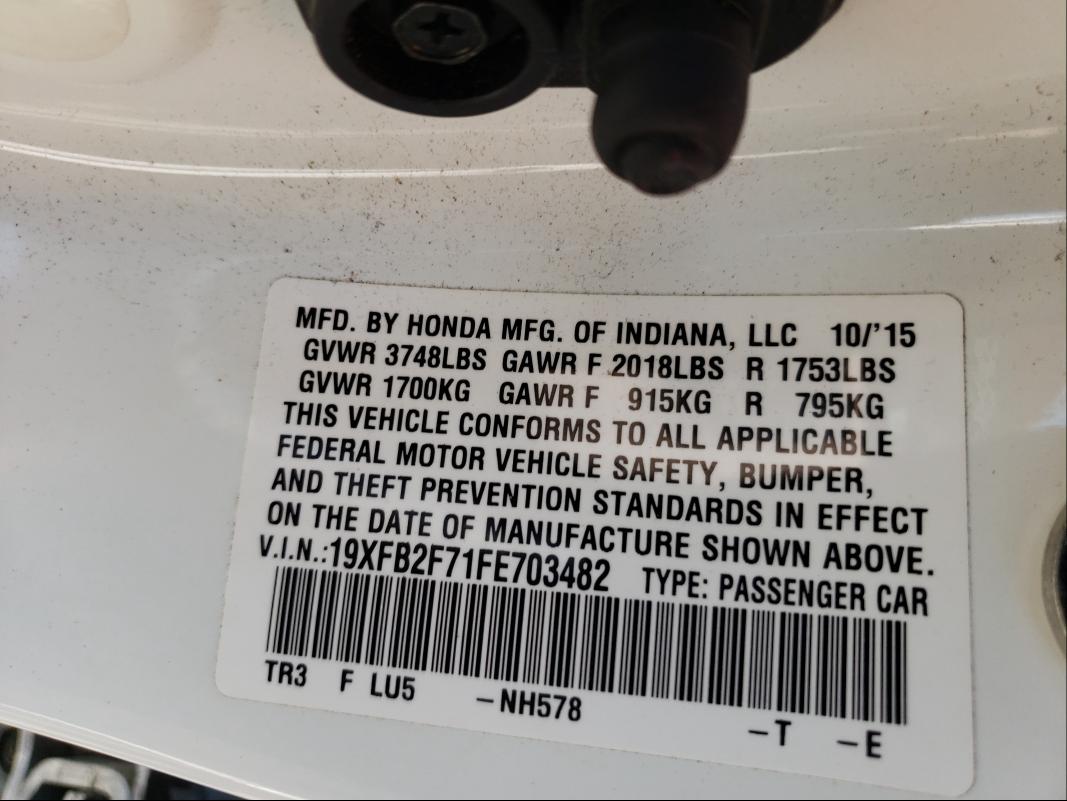 MFD. BY HONDA MFG. OF INDIANA, LLC 10/'15
GVWR 3748LBS GAWR F 2018LBS R 1753LBS
GVWR 1700KG GAWR F 915KG R 795KG
THIS VEHICLE CONFORMS TO ALL APPLICABLE
FEDERAL MOTOR VEHICLE SAFETY, BUMPER,
AND THEFT PREVENTION STANDARDS IN EFFECT
ON THE DATE OF MANUFACTURE SHOWN ABOVE.
V.I.N.:19XFB2F71FE703482 TYPE: PASSENGER CAR
TR3 F LU5 -NH578 -T -E